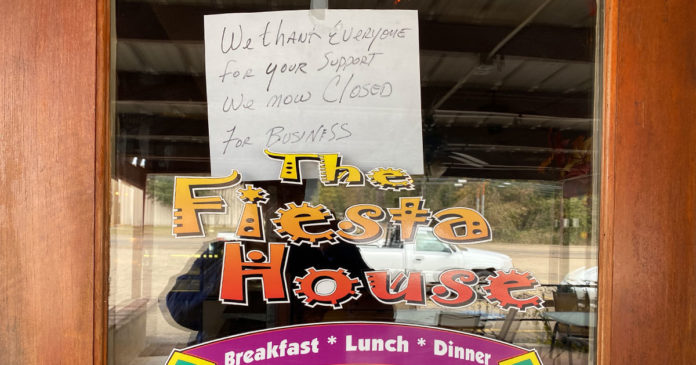 We thank Everyone
for your Support
We now Closed
For Business
The
Fiesta
House
Breakfast * Lunch * Dinner